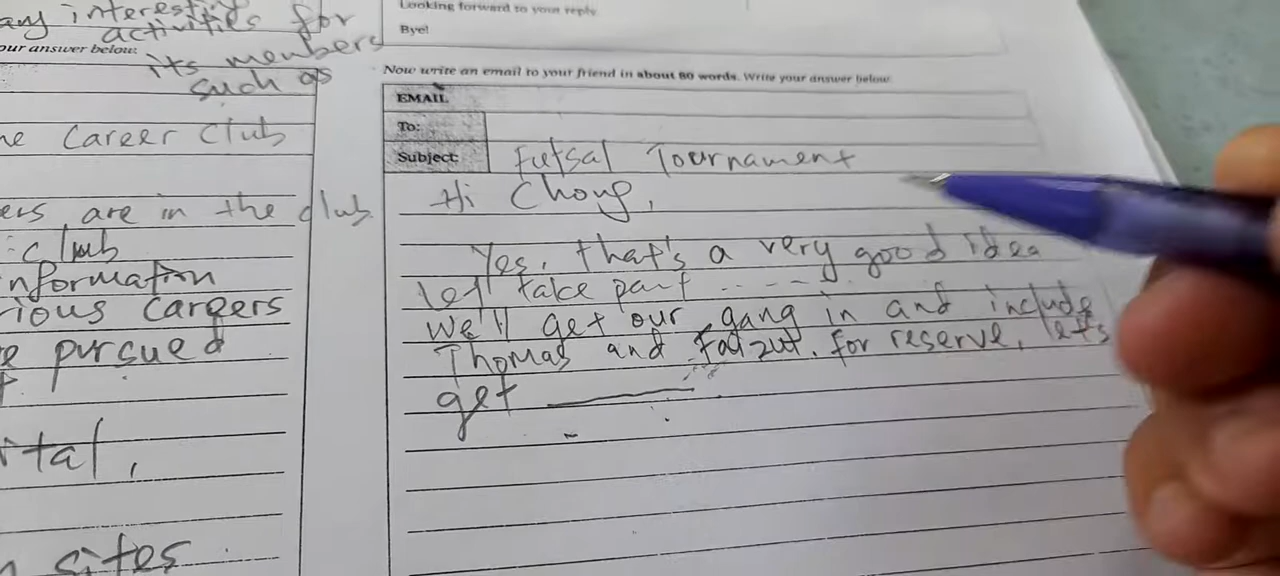 any interesting
activities for
our answer below:
its members
such as
he Career Club
ers are in the club
club
nformation
ious careers
e pursued
tal,
sites
Looking forward to your reply
Bye!
Now write an email to your friend in about 80 words. Write your answer below.
EMAIL
To:
Subject: Futsal Tournament
Hi Chong,
Yes, that's a very good idea
let take part
we'll get our gang in and include
Thomas and Faizul. for reserve, let's
get